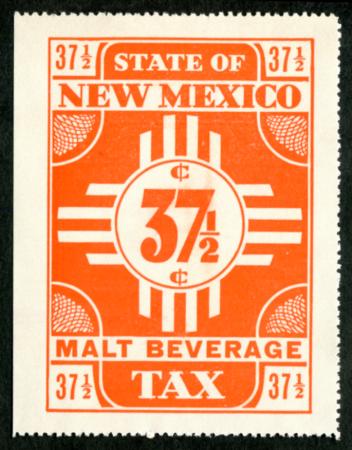 37½ STATE OF 37½
NEW MEXICO
¢
37½
¢
MALT BEVERAGE
37½ TAX 37½